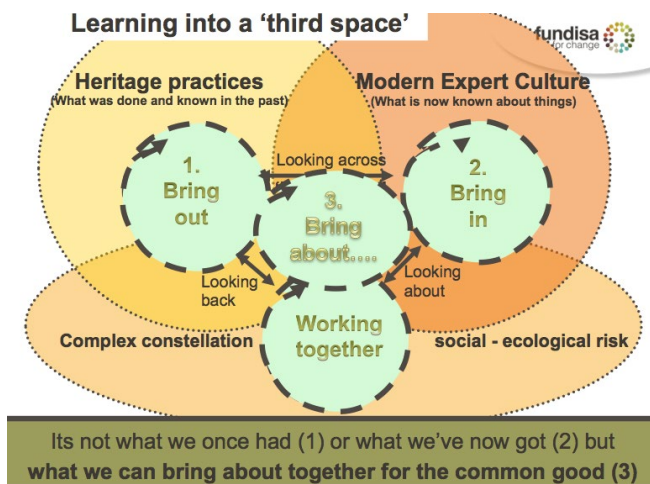 Learning into a ‘third space’
fundisa
for change
Heritage practices
(What was done and known in the past)
Modern Expert Culture
(What is now known about things)
1.
Bring
out
Looking across
2.
Bring
in
3.
Bring
about....
Looking
back
Looking
about
Working
together
Complex constellation
social - ecological risk
Its not what we once had (1) or what we’ve now got (2) but
what we can bring about together for the common good (3)